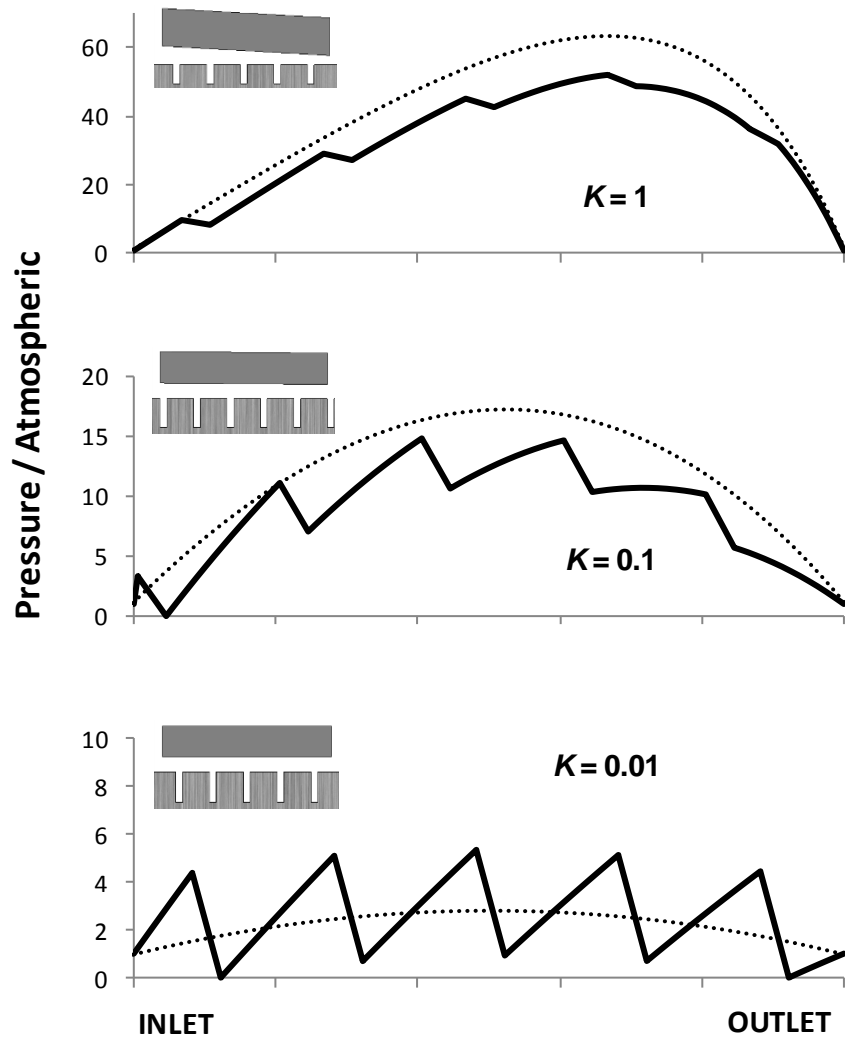 Pressure / Atmospheric
60
40
20
0
K = 1
20
15
10
5
0
K = 0.1
10
8
6
4
2
0
K = 0.01
INLET
OUTLET